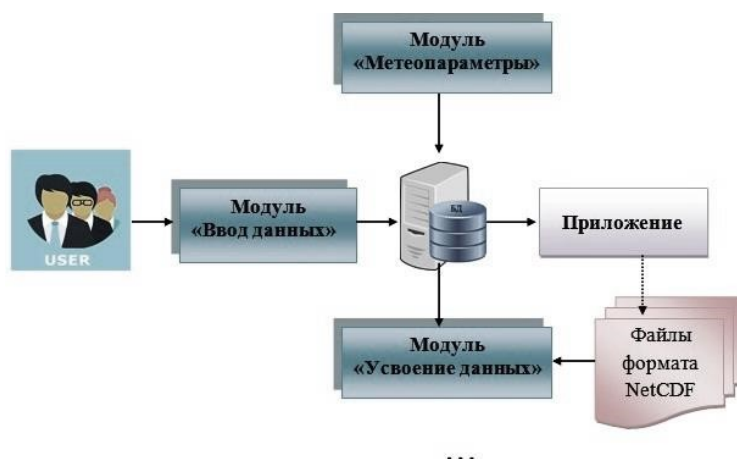 Модуль
«Метеопараметры»
USER
Модуль
«Ввод данных»
БД
Приложение
Модуль
«Усвоение данных»
Файлы
формата
NetCDF
...